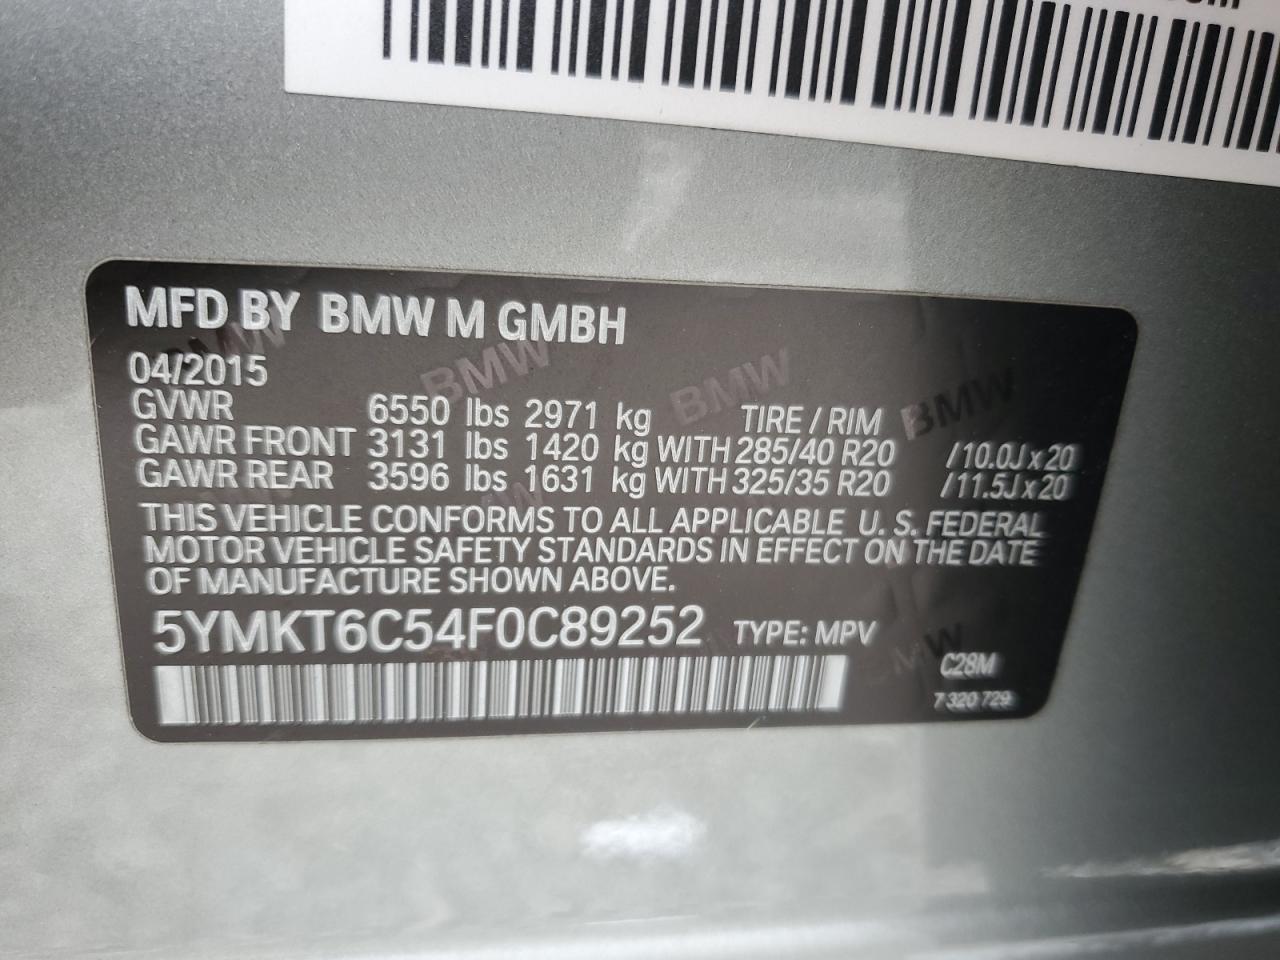 MFD BY BMW M GMBH
04/2015
GVWR 6550 lbs 2971 kg TIRE / RIM
GAWR FRONT 3131 lbs 1420 kg WITH 285/40 R20 /10.0J x 20
GAWR REAR 3596 lbs 1631 kg WITH 325/35 R20 /11.5J x 20
THIS VEHICLE CONFORMS TO ALL APPLICABLE U. S. FEDERAL
MOTOR VEHICLE SAFETY STANDARDS IN EFFECT ON THE DATE
OF MANUFACTURE SHOWN ABOVE.
5YMKT6C54F0C89252 TYPE: MPV
C28M
7 320 729